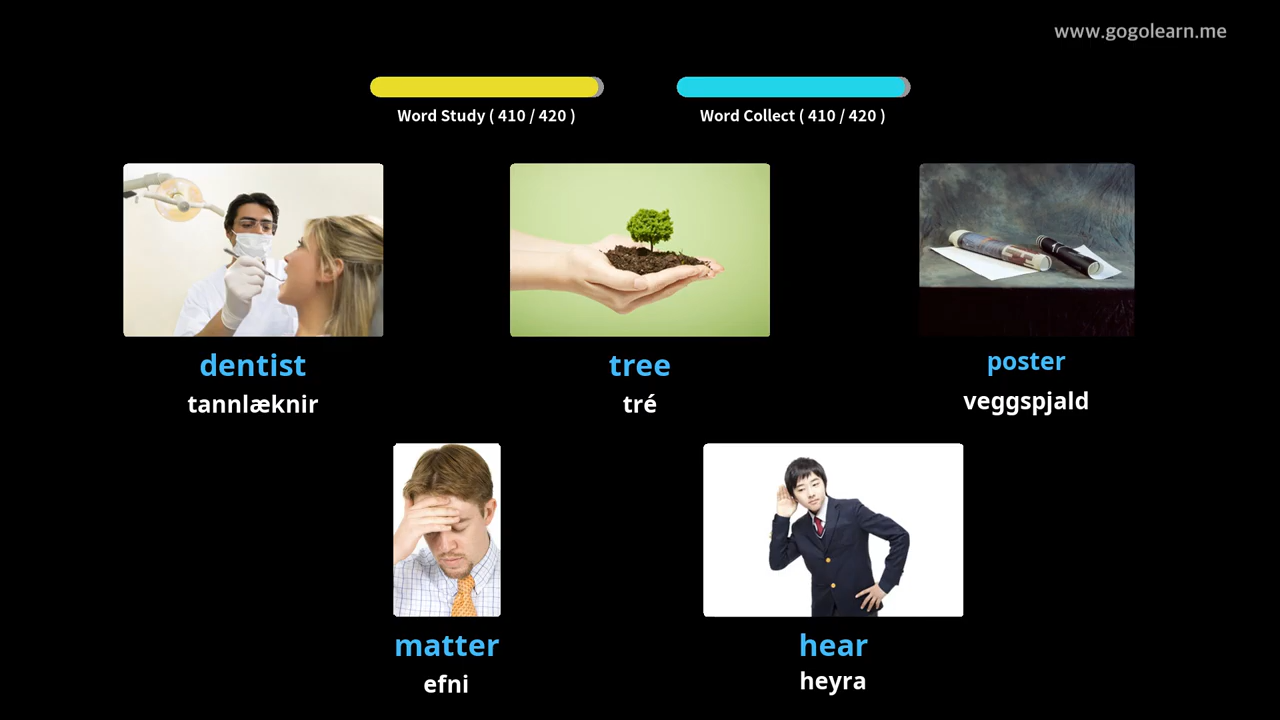 www.gogolearn.me
Word Study ( 410 / 420 )
Word Collect ( 410 / 420 )
dentist
tannlæknir
tree
tré
poster
veggspjald
matter
efni
hear
heyra